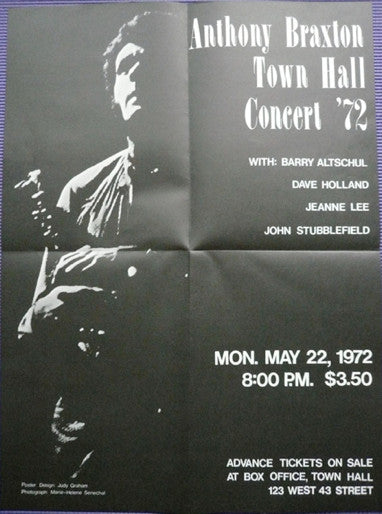 Anthony Braxton
Town Hall
Concert '72
WITH: BARRY ALTSCHUL
DAVE HOLLAND
JEANNE LEE
JOHN STUBBLEFIELD
MON. MAY 22, 1972
8:00 P.M. $3.50
ADVANCE TICKETS ON SALE
AT BOX OFFICE, TOWN HALL
123 WEST 43 STREET
Poster Design: Judy Graham
Photograph: Marie-Helene Senechal